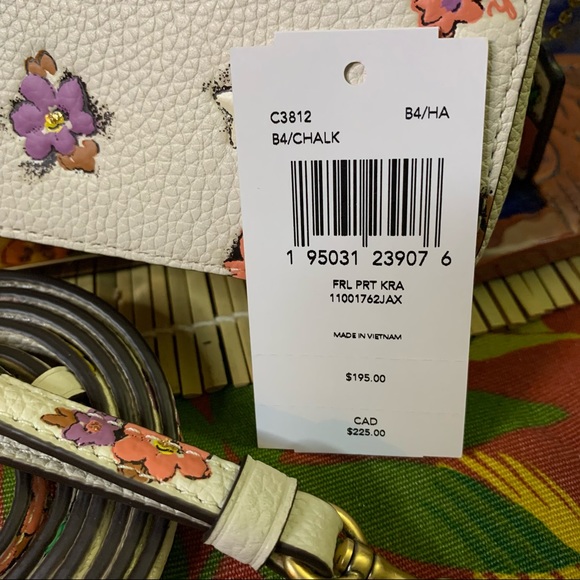 C3812 B4/HA
B4/CHALK
1 95031 23907 6
FRL PRT KRA
11001762JAX
MADE IN VIETNAM
$195.00
CAD
$225.00